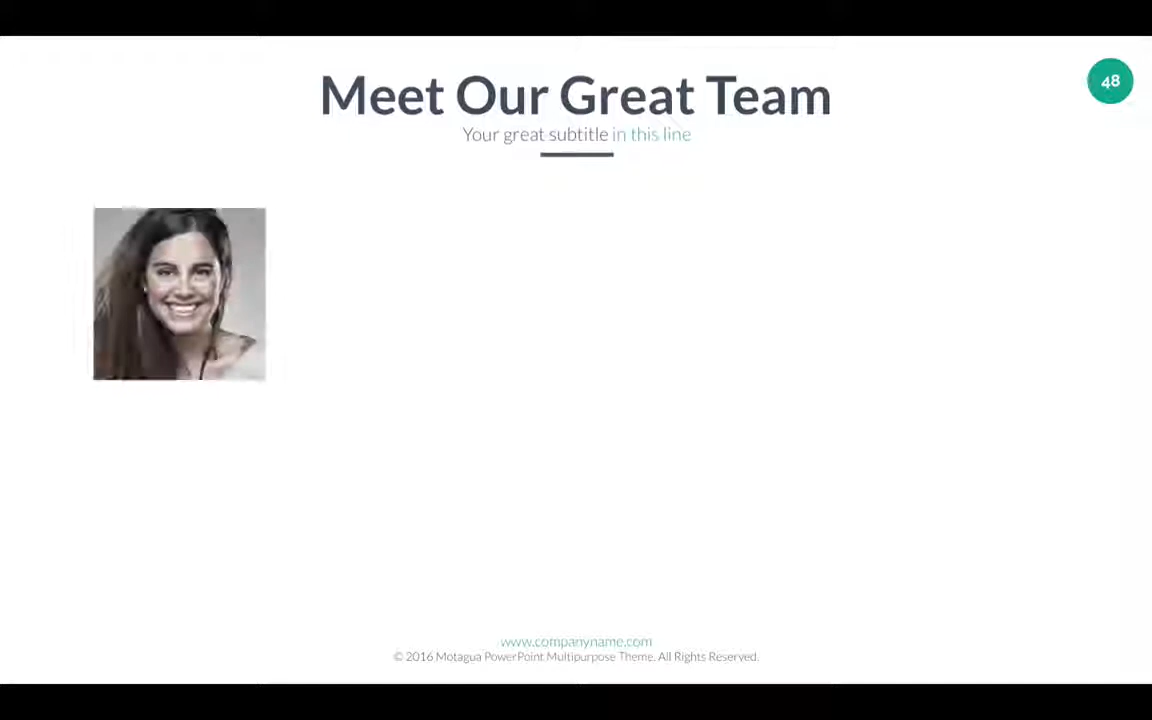 Meet Our Great Team
48
Your great subtitle in this line
www.companyname.com
© 2016 Motagua PowerPoint Multipurpose Theme. All Rights Reserved.